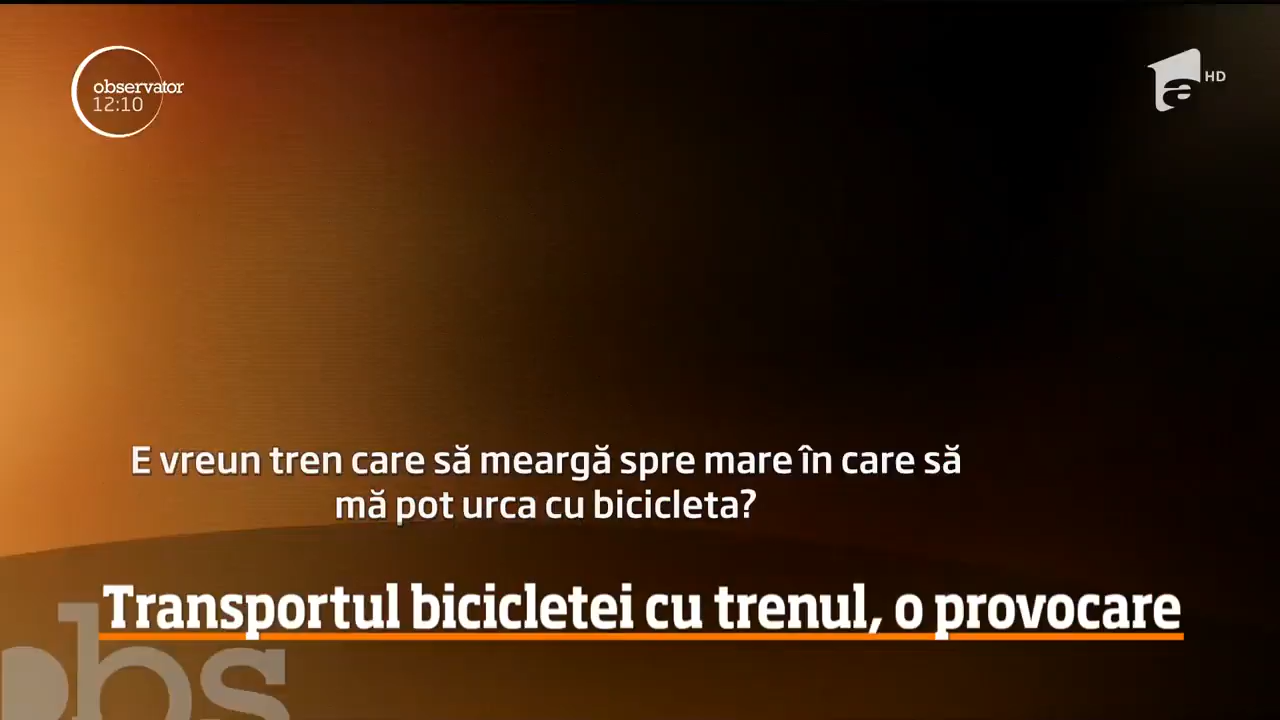 observator
12:10
HD
E vreun tren care să meargă spre mare în care să
mă pot urca cu bicicleta?
Transportul bicicletei cu trenul, o provocare
obs